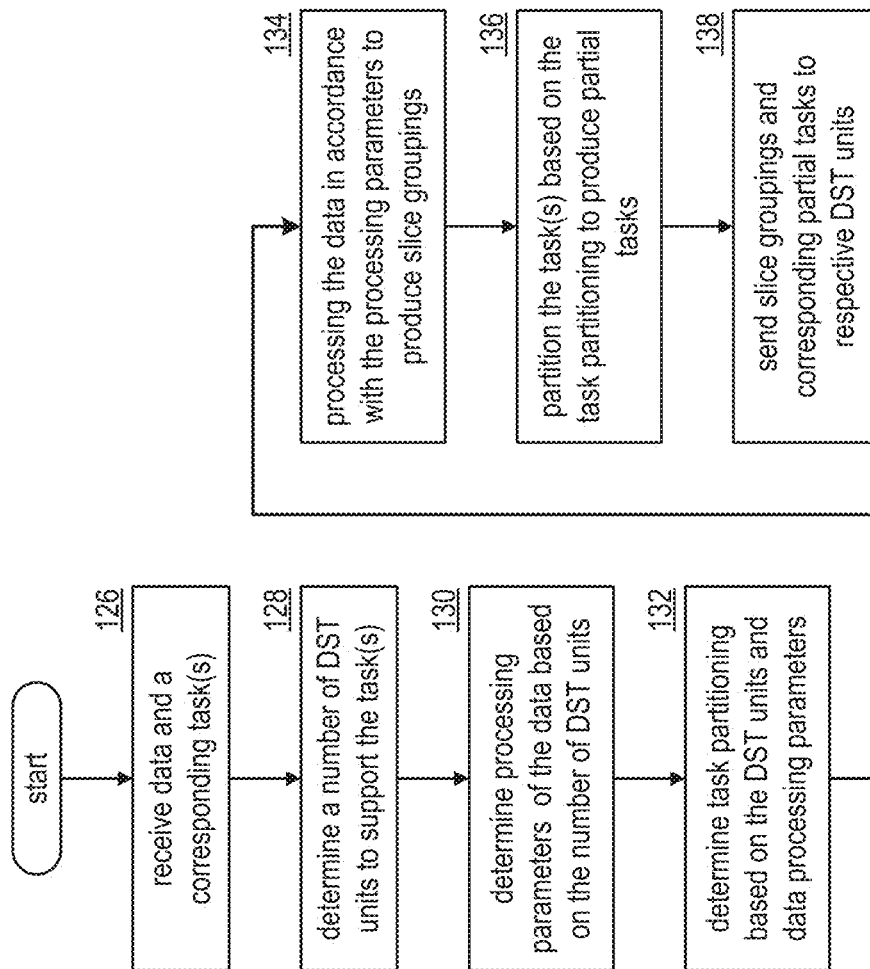 start
126
receive data and a
corresponding task(s)
128
determine a number of DST
units to support the task(s)
130
determine processing
parameters of the data based
on the number of DST units
132
determine task partitioning
based on the DST units and
data processing parameters
134
processing the data in accordance
with the processing parameters to
produce slice groupings
136
partition the task(s) based on the
task partitioning to produce partial
tasks
138
send slice groupings and
corresponding partial tasks to
respective DST units